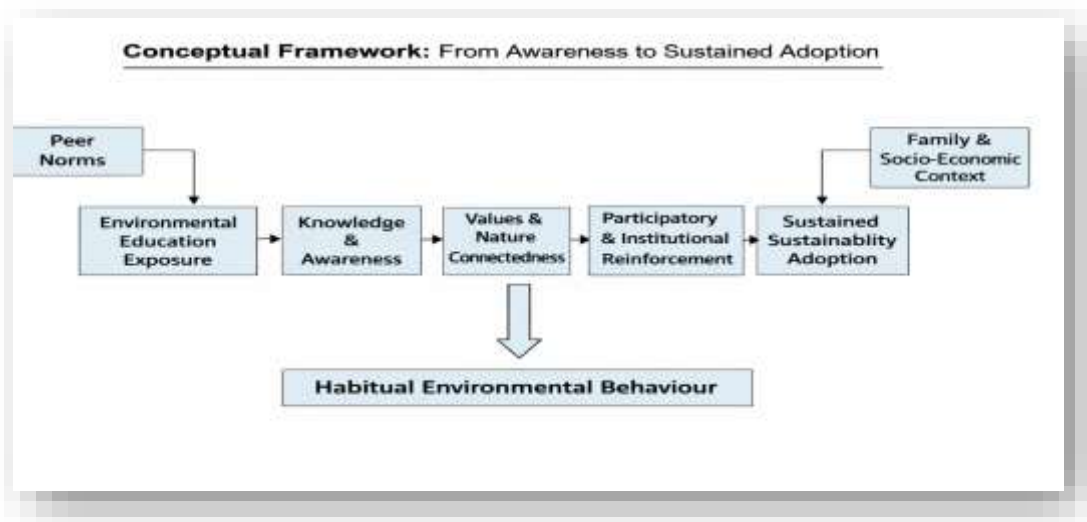 Conceptual Framework: From Awareness to Sustained Adoption
Peer
Norms
Family &
Socio-Economic
Context
Environmental
Education
Exposure
Knowledge
&
Awareness
Values &
Nature
Connectedness
Participatory
& Institutional
Reinforcement
Sustained
Sustainablity
Adoption
Habitual Environmental Behaviour